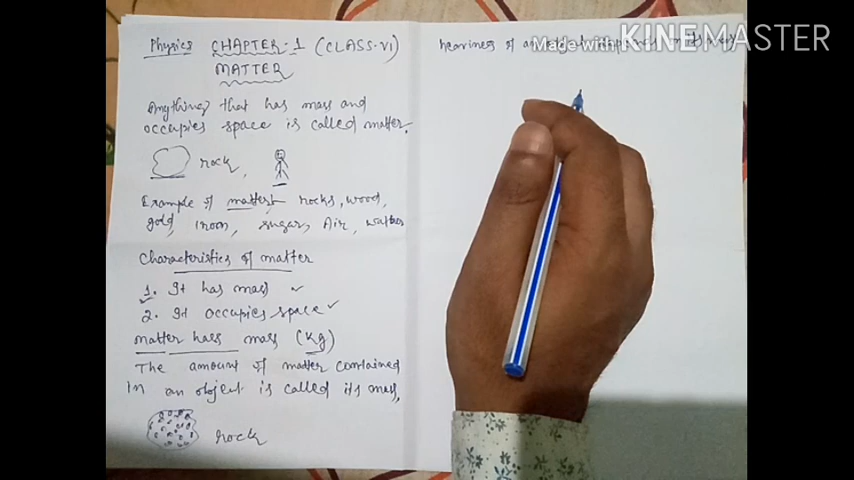 Physics CHAPTER-1 (CLASS-VI)
MATTER
Anything that has mass and
occupies space is called matter.
rock,
Example of matter:- rocks, wood,
gold, Iron, sugar, Air, water
Characteristics of matter
1. It has mass
2. It occupies space
Matter hass mass (Kg)
The amount of matter contained
In an object is called its mass.
rock
heaviness of an
Made with KINEMASTER